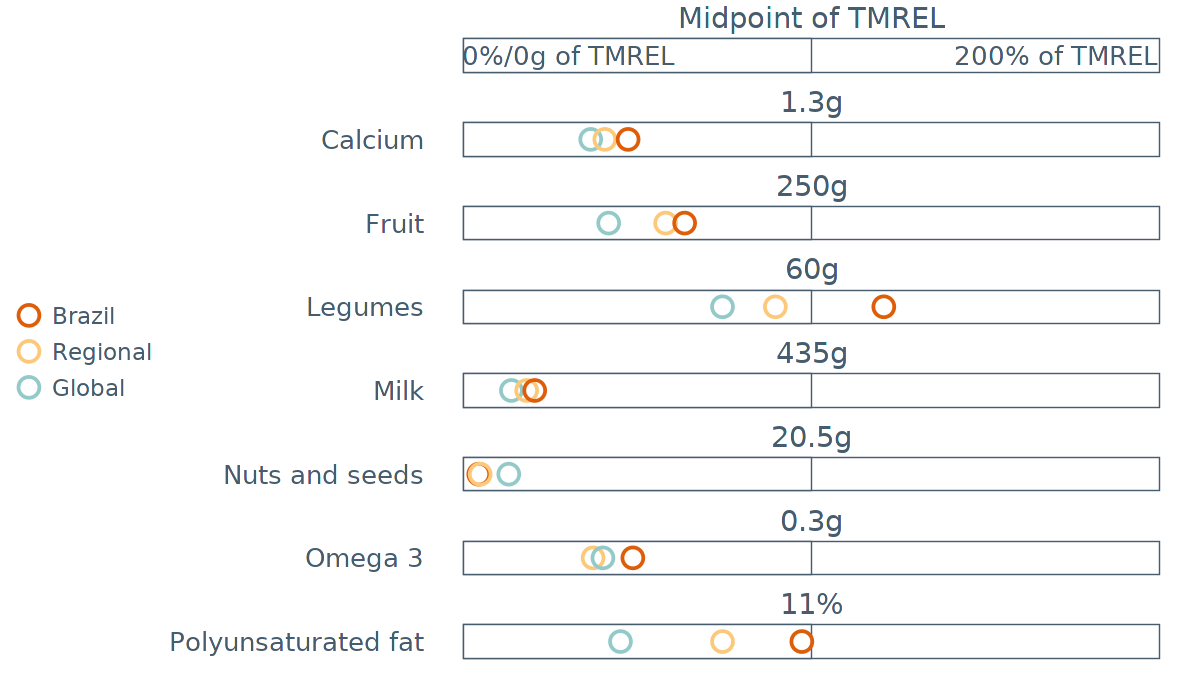 Midpoint of TMREL
0%/0g of TMREL 200% of TMREL
1.3g
Calcium
250g
Fruit
60g
Legumes
Brazil
Regional
Global
435g
Milk
20.5g
Nuts and seeds
0.3g
Omega 3
11%
Polyunsaturated fat